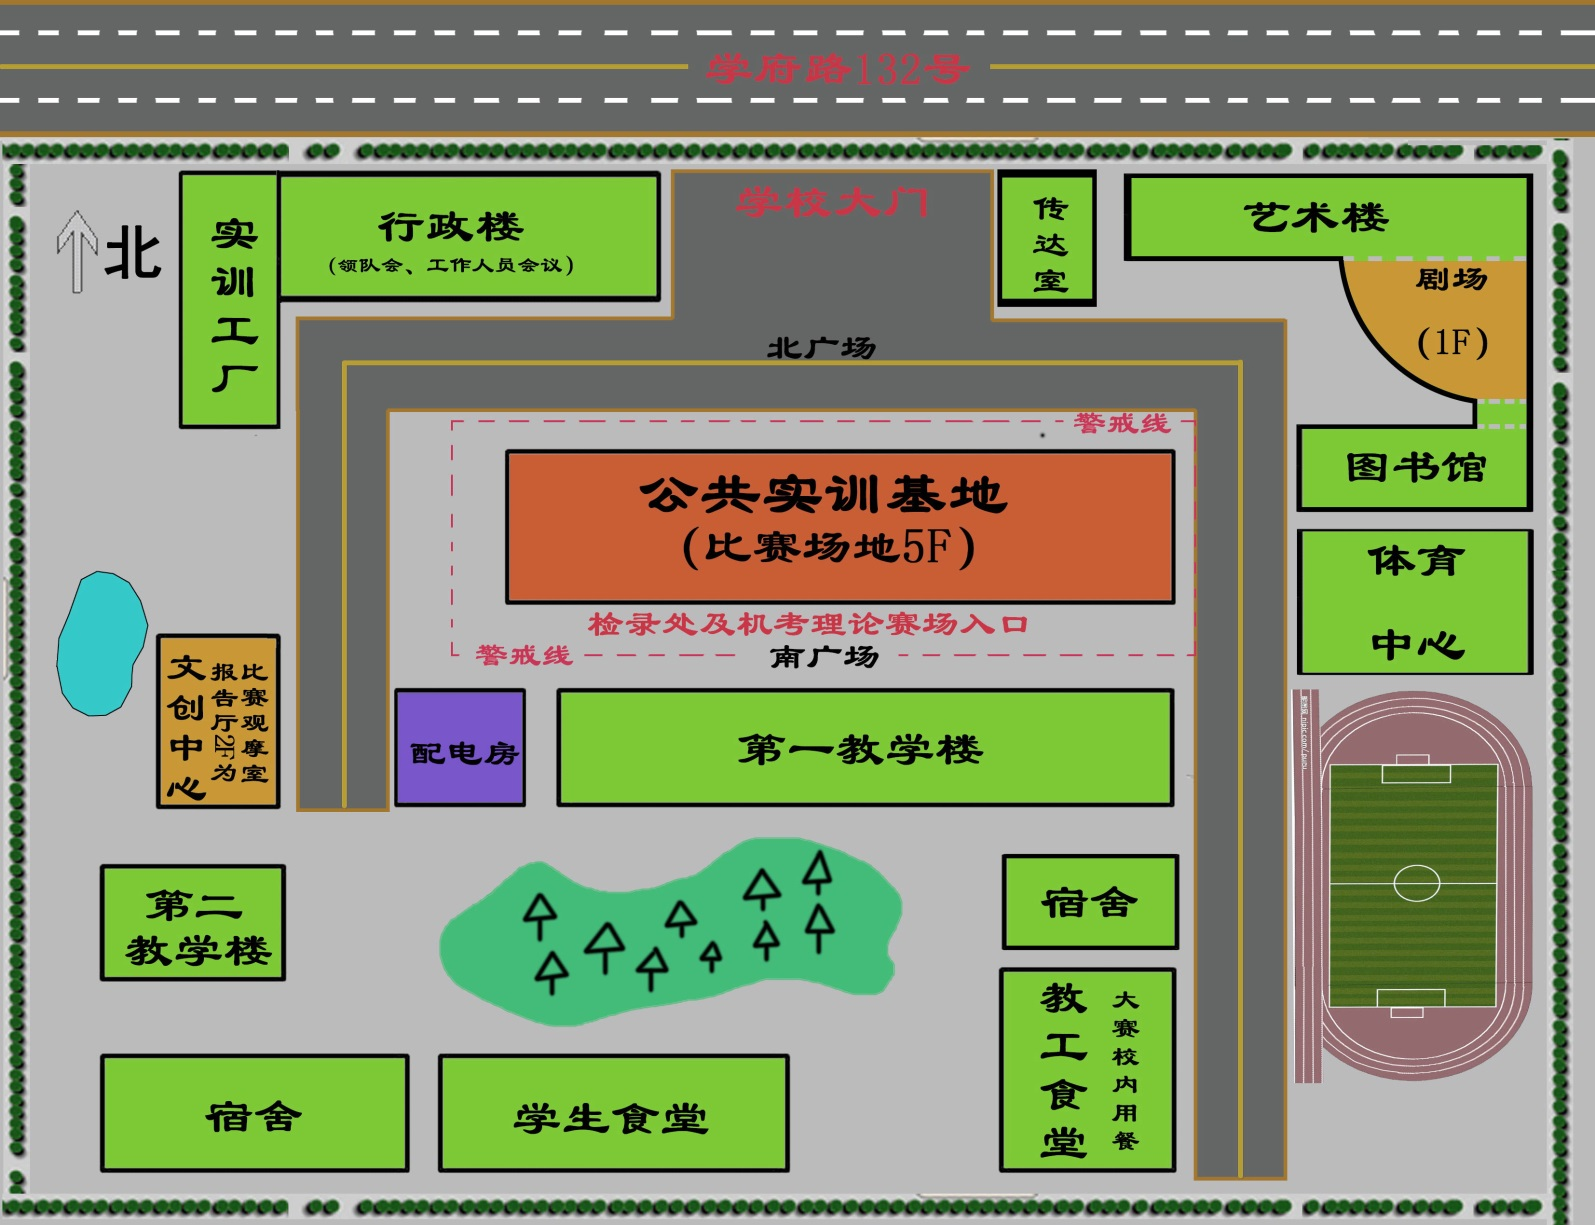 学府路132号
北
实训工厂
行政楼
(领队会、工作人员会议)
学校大门
传达室
艺术楼
剧场
(1F)
北广场
警戒线
公共实训基地
(比赛场地5F)
检录处及机考理论赛场入口
警戒线
南广场
图书馆
体育
中心
文创中心
报告厅2F为
比赛观摩室
配电房
第一教学楼
第二
教学楼
宿舍
教工食堂
大赛校内用餐
宿舍
学生食堂